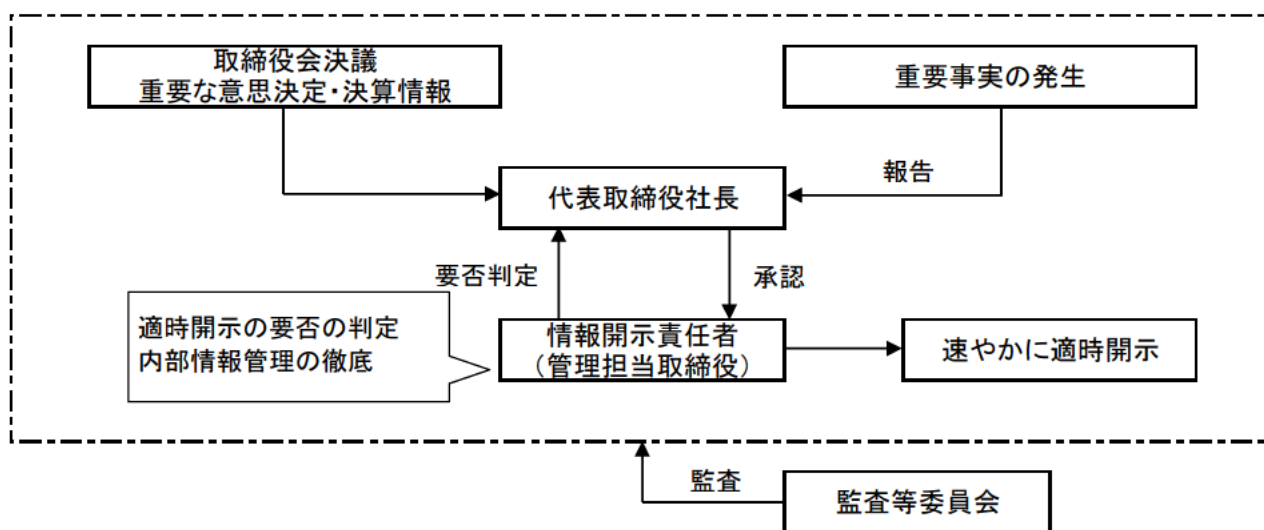 取締役会決議
重要な意思決定・決算情報
重要事実の発生
報告
代表取締役社長
要否判定
承認
適時開示の要否の判定
内部情報管理の徹底
情報開示責任者
（管理担当取締役）
速やかに適時開示
監査
監査等委員会